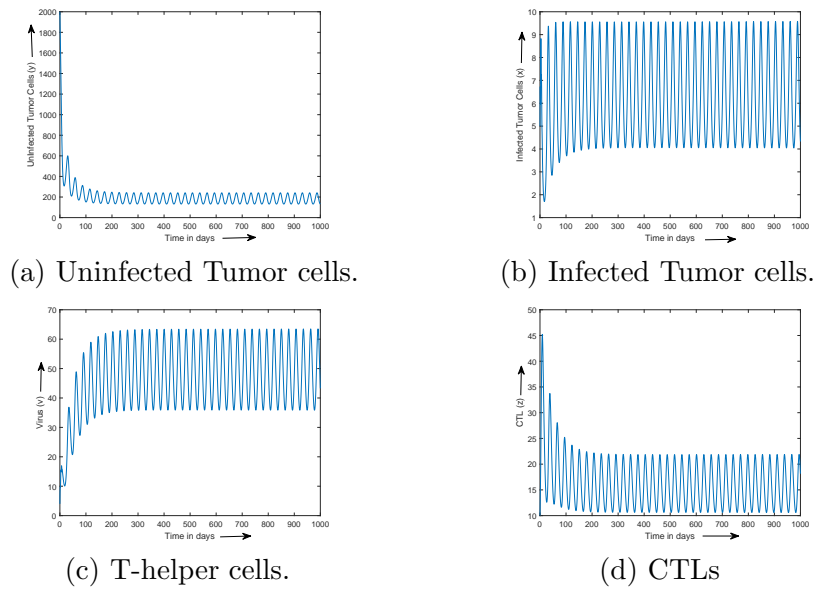 2000
1800
1600
1400
1200
1000
800
600
400
200
0
Uninfected Tumor Cells (y)
0 100 200 300 400 500 600 700 800 900 1000
Time in days
(a) Uninfected Tumor cells.
10
9
8
7
6
5
4
3
2
1
Infected Tumor Cells (x)
0 100 200 300 400 500 600 700 800 900 1000
Time in days
(b) Infected Tumor cells.
70
60
50
40
30
20
10
0
Virus (v)
0 100 200 300 400 500 600 700 800 900 1000
Time in days
(c) T-helper cells.
50
45
40
35
30
25
20
15
10
CTL (z)
0 100 200 300 400 500 600 700 800 900 1000
Time in days
(d) CTLs